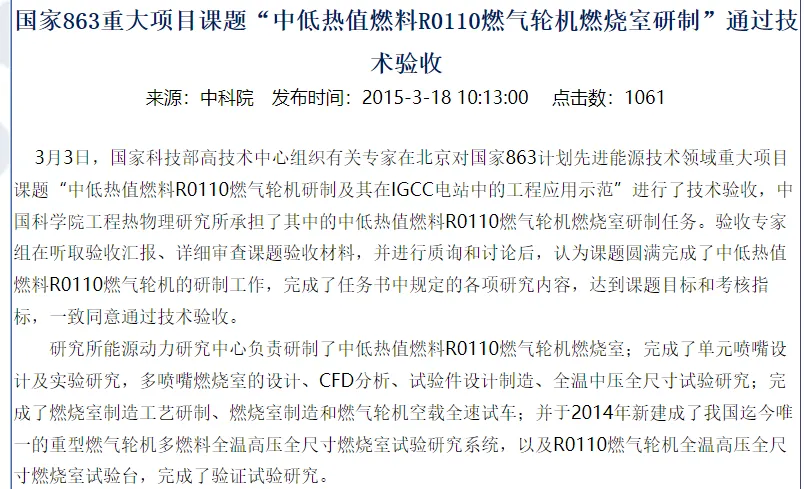 国家863重大项目课题“中低热值燃料R0110燃气轮机燃烧室研制”通过技
术验收
来源：中科院 发布时间：2015-3-18 10:13:00 点击数：1061
3月3日，国家科技部高技术中心组织有关专家在北京对国家863计划先进能源技术领域重大项目
课题“中低热值燃料R0110燃气轮机研制及其在IGCC电站中的工程应用示范”进行了技术验收，中
国科学院工程热物理研究所承担了其中的中低热值燃料R0110燃气轮机燃烧室研制任务。验收专家
组在听取验收汇报、详细审查课题验收材料，并进行质询和讨论后，认为课题圆满完成了中低热值
燃料R0110燃气轮机的研制工作，完成了任务书中规定的各项研究内容，达到课题目标和考核指
标，一致同意通过技术验收。
研究所能源动力研究中心负责研制了中低热值燃料R0110燃气轮机燃烧室；完成了单元喷嘴设
计及实验研究，多喷嘴燃烧室的设计、CFD分析、试验件设计制造、全温中压全尺寸试验研究；完
成了燃烧室制造工艺研制、燃烧室制造和燃气轮机空载全速试车；并于2014年新建成了我国迄今唯
一的重型燃气轮机多燃料全温高压全尺寸燃烧室试验研究系统，以及R0110燃气轮机全温高压全尺
寸燃烧室试验台，完成了验证试验研究。